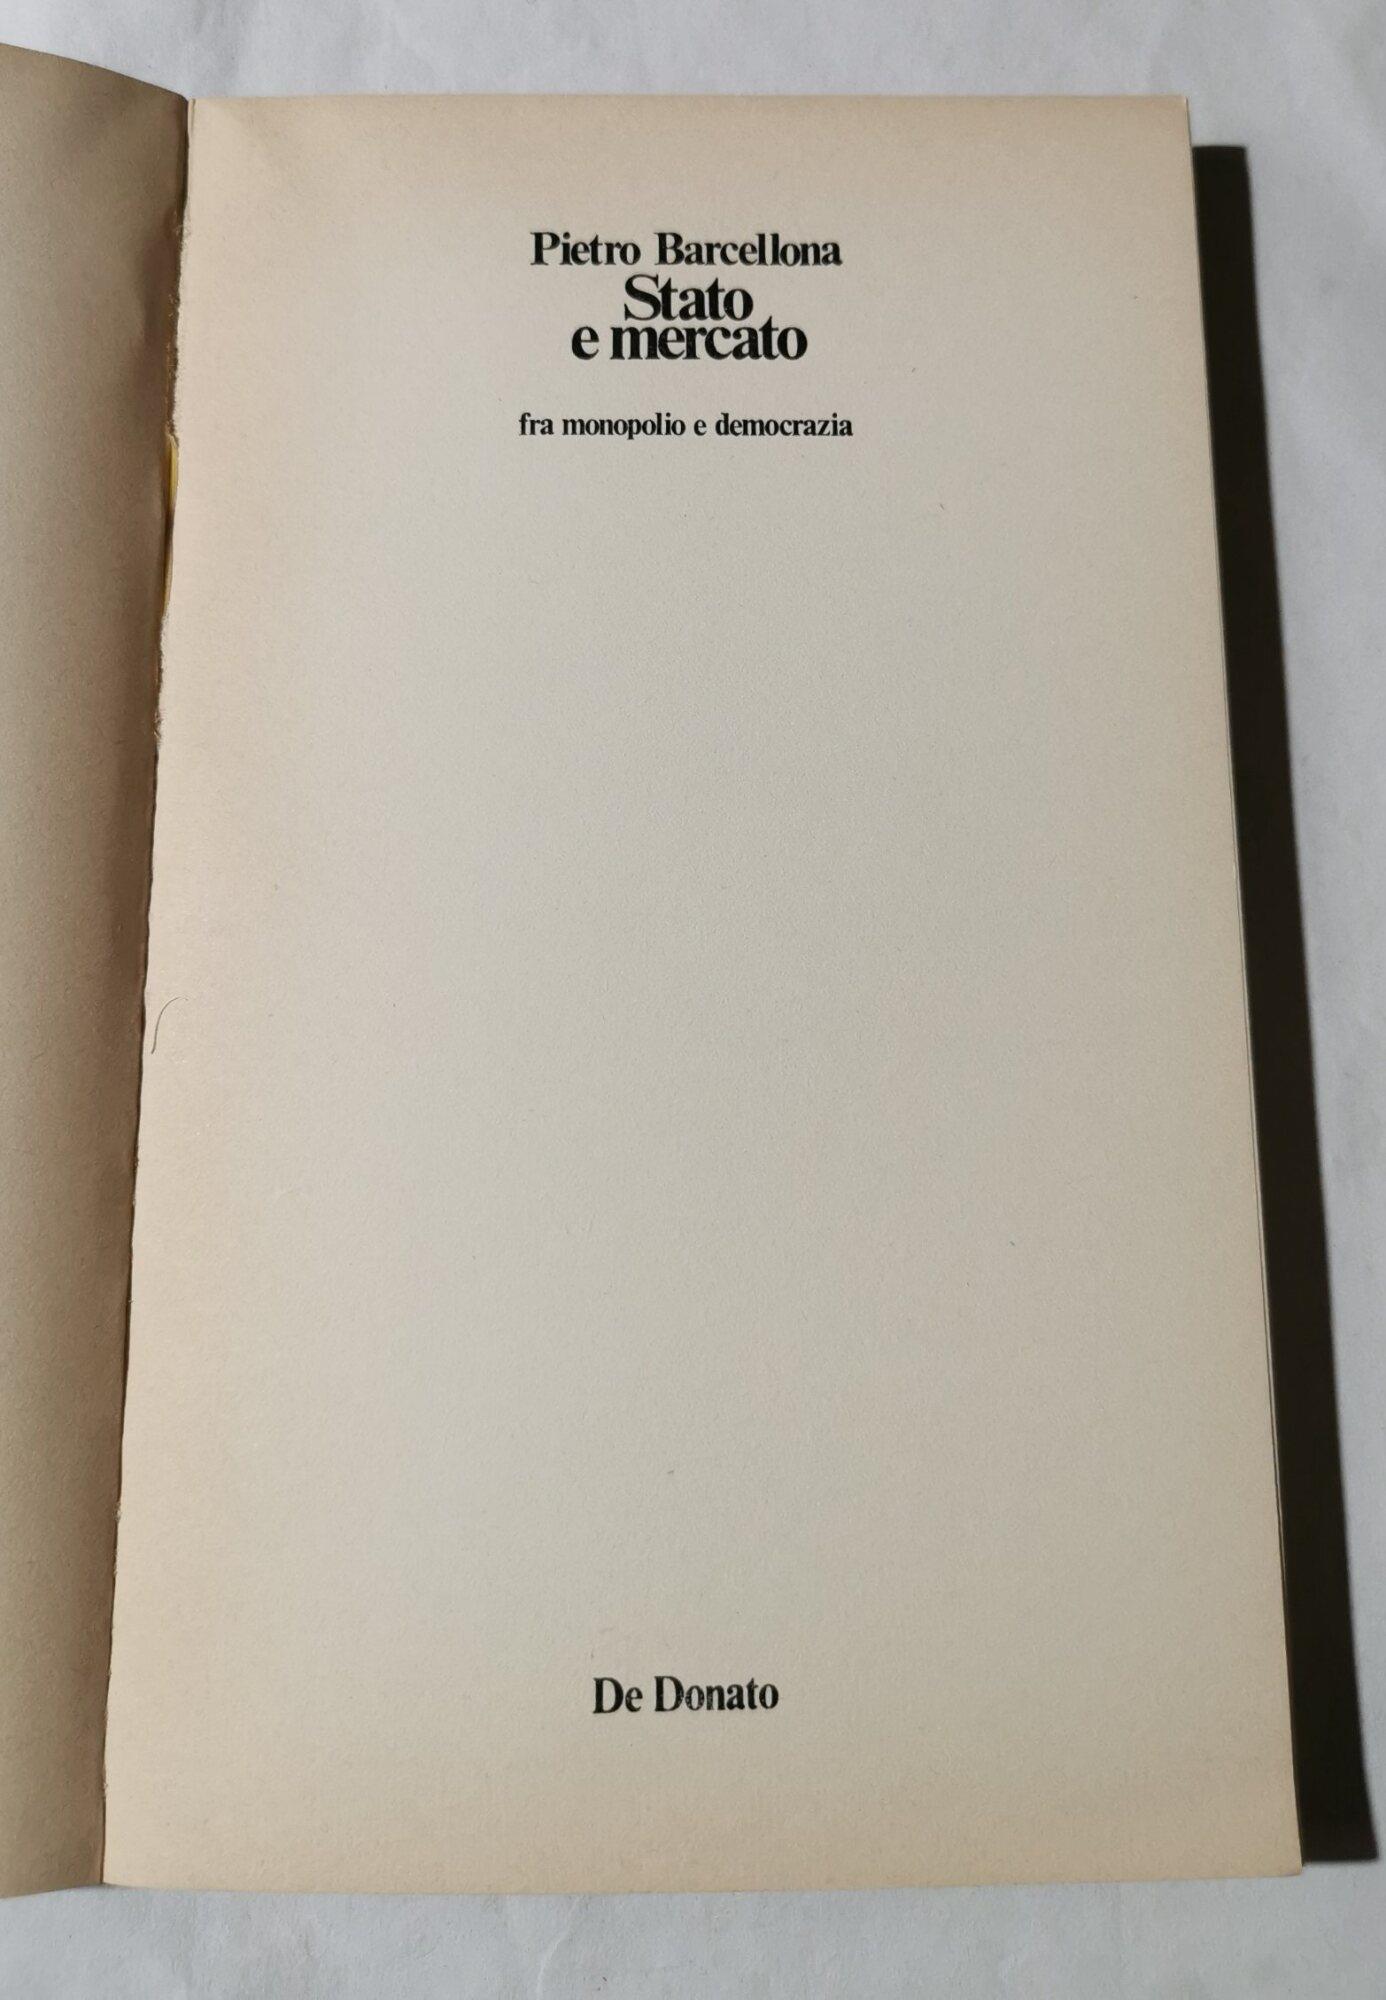 Pietro Barcellona
Stato
e mercato
fra monopolio e democrazia
De Donato